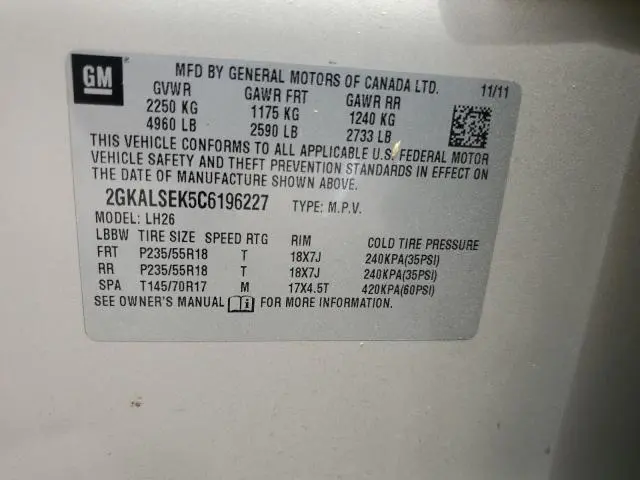 GM
MFD BY GENERAL MOTORS OF CANADA LTD. 11/11
GVWR GAWR FRT GAWR RR
2250 KG 1175 KG 1240 KG
4960 LB 2590 LB 2733 LB
THIS VEHICLE CONFORMS TO ALL APPLICABLE U.S. FEDERAL MOTOR
VEHICLE SAFETY AND THEFT PREVENTION STANDARDS IN EFFECT ON
THE DATE OF MANUFACTURE SHOWN ABOVE.
2GKALSEK5C6196227 TYPE: M.P.V.
MODEL: LH26
LBBW TIRE SIZE SPEED RTG RIM COLD TIRE PRESSURE
FRT P235/55R18 T 18X7J 240KPA(35PSI)
RR P235/55R18 T 18X7J 240KPA(35PSI)
SPA T145/70R17 M 17X4.5T 420KPA(60PSI)
SEE OWNER'S MANUAL FOR MORE INFORMATION.